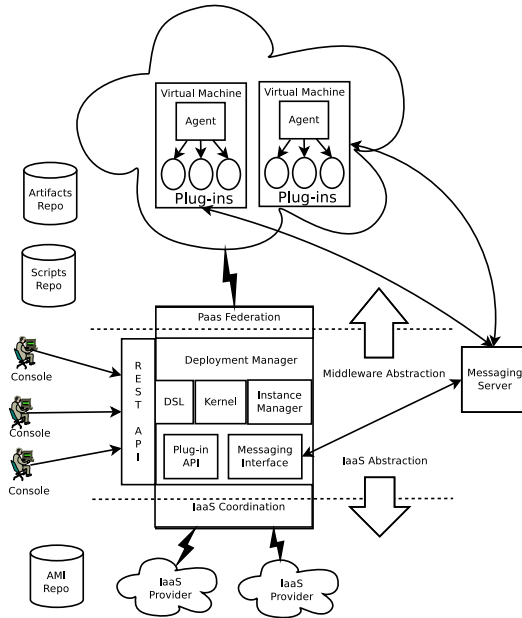 Virtual Machine
Agent
Plug-ins
Virtual Machine
Agent
Plug-ins
Artifacts
Repo
Scripts
Repo
Paas Federation
Console
Console
Console
REST API
Deployment Manager
DSL
Kernel
Instance
Manager
Plug-in
API
Messaging
Interface
IaaS Coordination
Middleware Abstraction
IaaS Abstraction
Messaging
Server
AMI
Repo
IaaS
Provider
IaaS
Provider